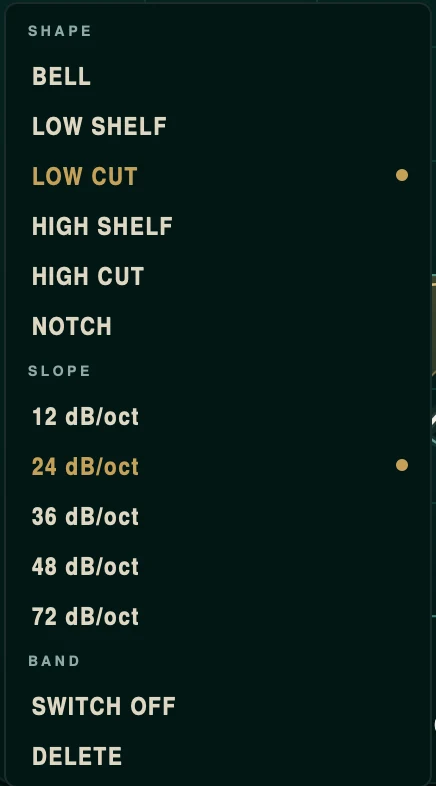 SHAPE
BELL
LOW SHELF
LOW CUT
HIGH SHELF
HIGH CUT
NOTCH
SLOPE
12 dB/oct
24 dB/oct
36 dB/oct
48 dB/oct
72 dB/oct
BAND
SWITCH OFF
DELETE